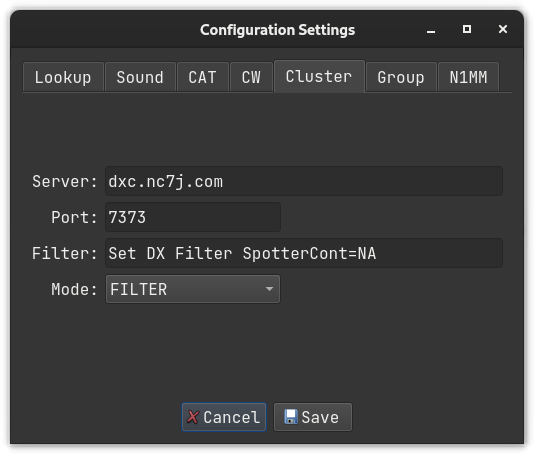 Configuration Settings
Lookup Sound CAT CW Cluster Group N1MM
Server: dxc.nc7j.com
Port: 7373
Filter: Set DX Filter SpotterCont=NA
Mode: FILTER
Cancel Save